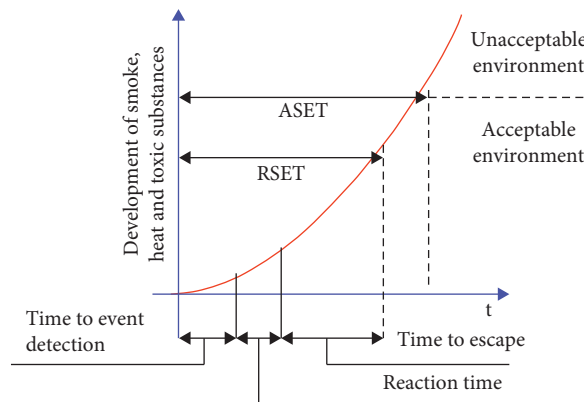 Development of smoke,
heat and toxic substances
Unacceptable
environment
ASET
Acceptable
environment
RSET
t
Time to event
detection
Time to escape
Reaction time